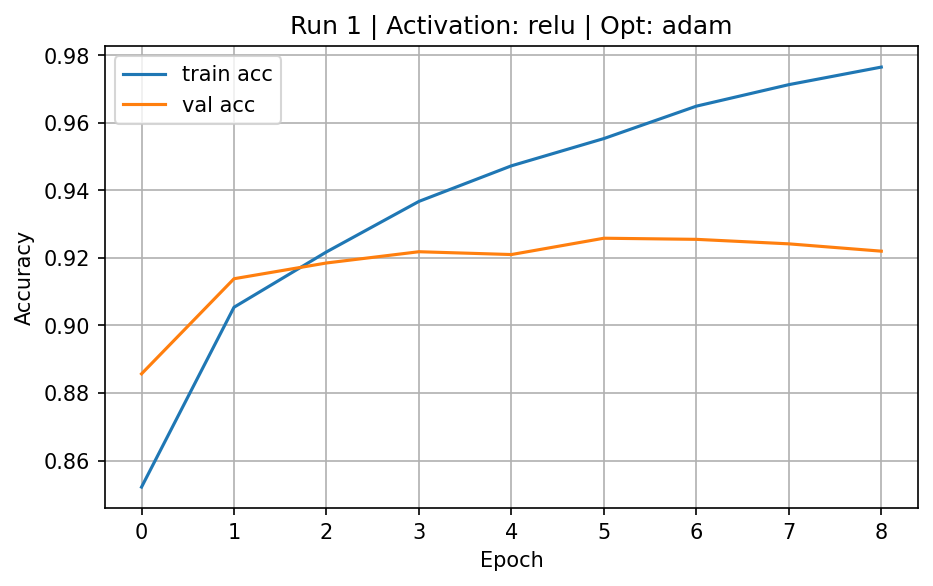 Run 1 | Activation: relu | Opt: adam
train acc
val acc
0.98
0.96
0.94
0.92
0.90
0.88
0.86
Accuracy
0 1 2 3 4 5 6 7 8
Epoch